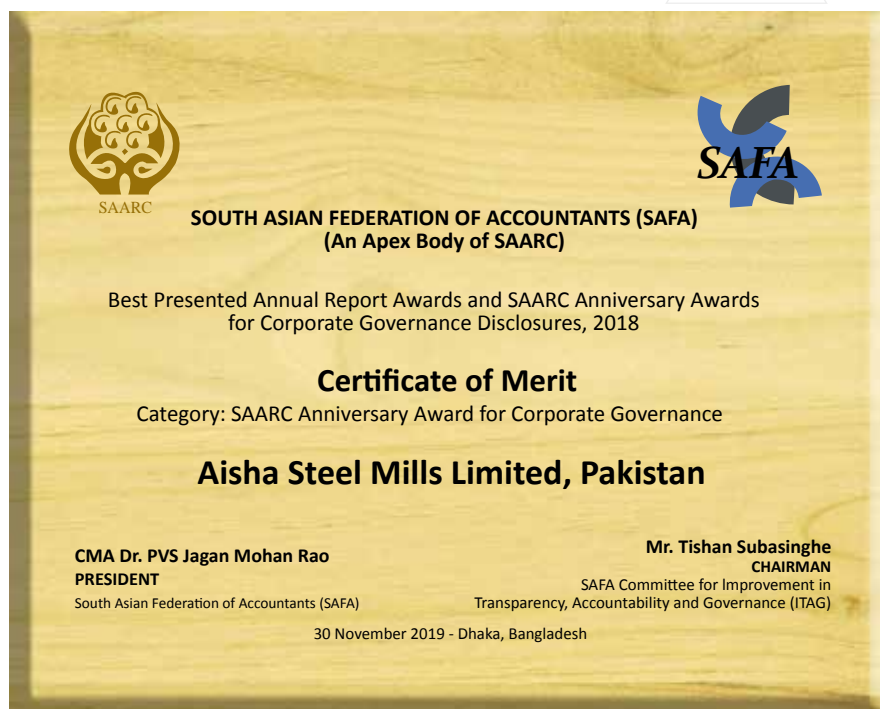 SAARC
SAFA
SOUTH ASIAN FEDERATION OF ACCOUNTANTS (SAFA)
(An Apex Body of SAARC)
Best Presented Annual Report Awards and SAARC Anniversary Awards
for Corporate Governance Disclosures, 2018
Certificate of Merit
Category: SAARC Anniversary Award for Corporate Governance
Aisha Steel Mills Limited, Pakistan
CMA Dr. PVS Jagan Mohan Rao
PRESIDENT
South Asian Federation of Accountants (SAFA)
Mr. Tishan Subasinghe
CHAIRMAN
SAFA Committee for Improvement in
Transparency, Accountability and Governance (ITAG)
30 November 2019 - Dhaka, Bangladesh